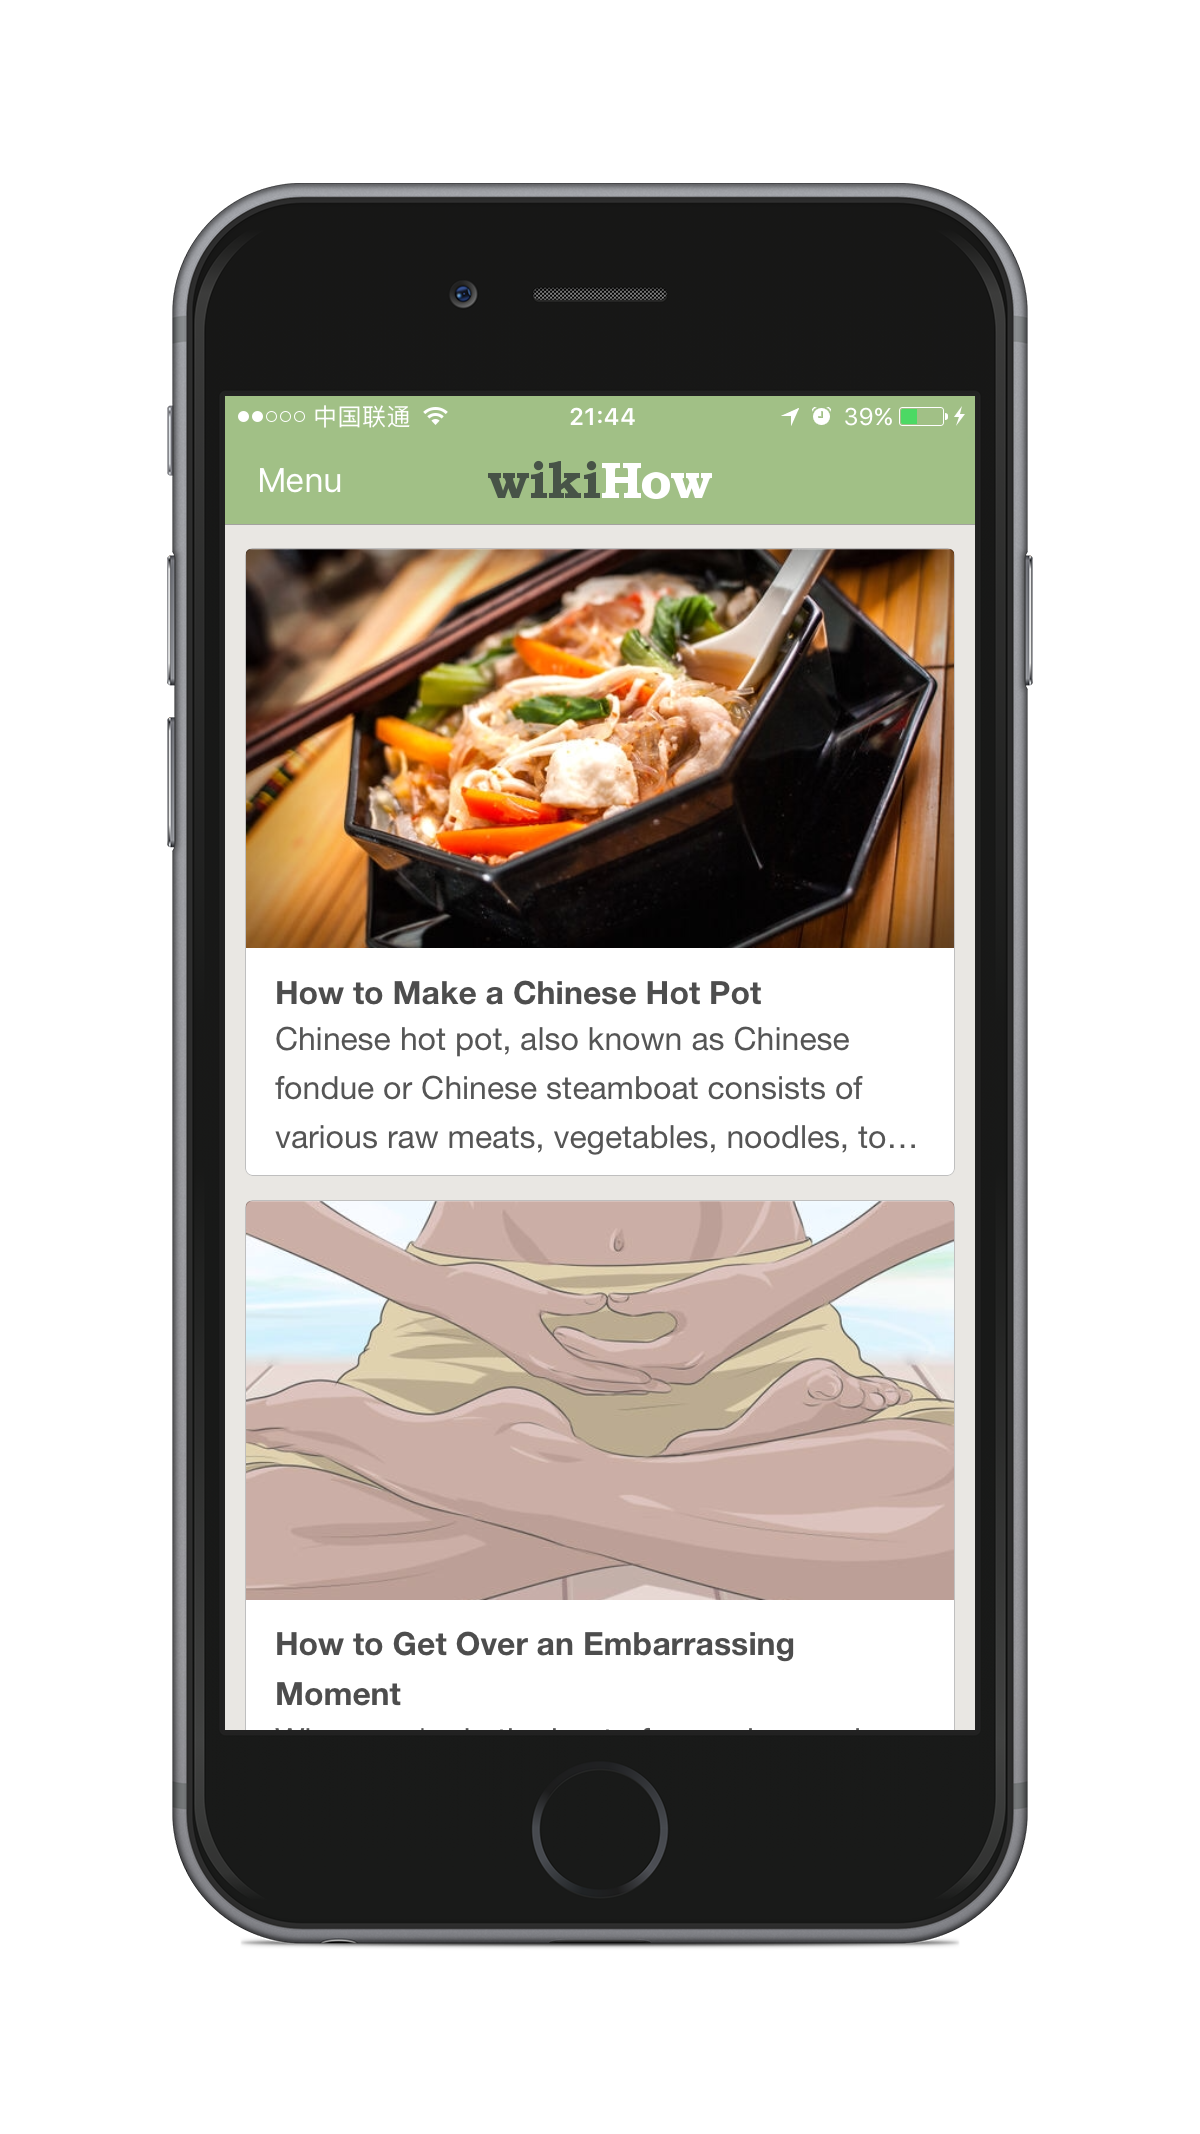 中国联通 21:44 39%
Menu wikiHow
How to Make a Chinese Hot Pot
Chinese hot pot, also known as Chinese
fondue or Chinese steamboat consists of
various raw meats, vegetables, noodles, to…
How to Get Over an Embarrassing
Moment